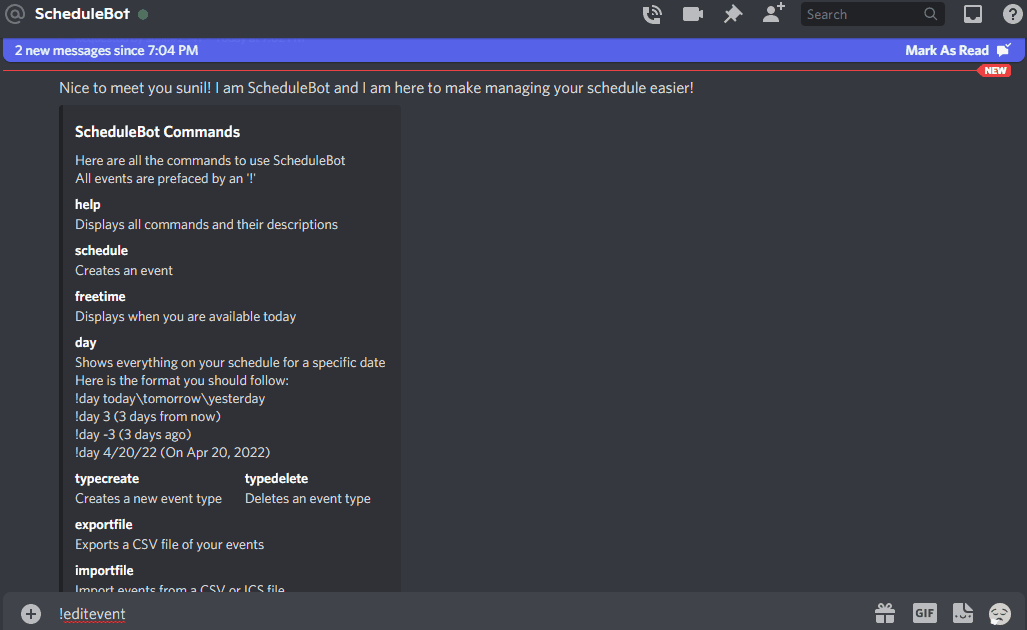 ScheduleBot
Search
2 new messages since 7:04 PM
Mark As Read
NEW
Nice to meet you sunil! I am ScheduleBot and I am here to make managing your schedule easier!
ScheduleBot Commands
Here are all the commands to use ScheduleBot
All events are prefaced by an '!'
help
Displays all commands and their descriptions
schedule
Creates an event
freetime
Displays when you are available today
day
Shows everything on your schedule for a specific date
Here is the format you should follow:
!day today\tomorrow\yesterday
!day 3 (3 days from now)
!day -3 (3 days ago)
!day 4/20/22 (On Apr 20, 2022)
typecreate typedelete
Creates a new event type Deletes an event type
exportfile
Exports a CSV file of your events
importfile
Import events from a CSV or ICS file
!editevent
GIF